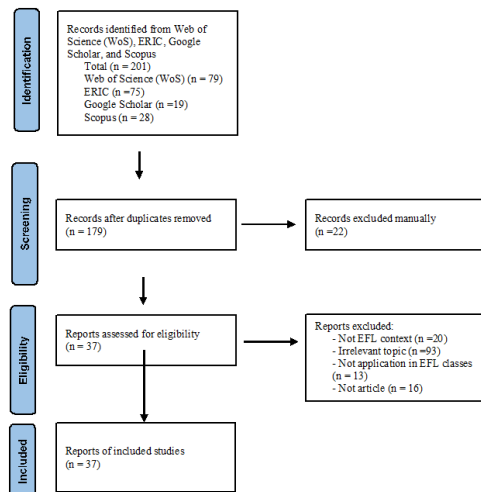 Identification
Records identified from Web of
Science (WoS), ERIC, Google
Scholar, and Scopus
Total (n = 201)
Web of Science (WoS) (n = 79)
ERIC (n =75)
Google Scholar (n =19)
Scopus (n = 28)
Screening
Records after duplicates removed
(n = 179)
Records excluded manually
(n =22)
Eligibility
Reports assessed for eligibility
(n = 37)
Reports excluded:
- Not EFL context (n =20)
- Irrelevant topic (n =93)
- Not application in EFL classes
(n = 13)
- Not article (n = 16)
Included
Reports of included studies
(n = 37)